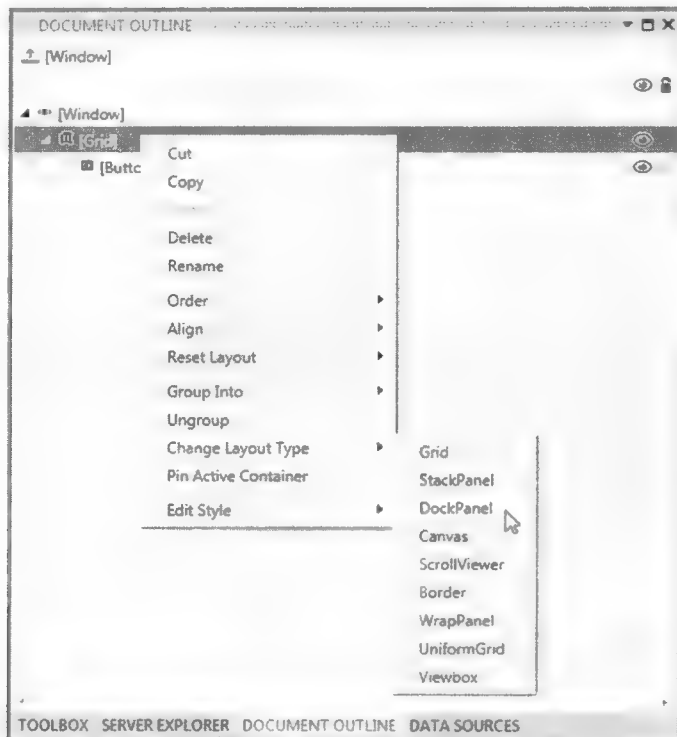 DOCUMENT OUTLINE
[Window]
[Window]
[Grid]
[Buttc
Cut
Copy
Delete
Rename
Order
Align
Reset Layout
Group Into
Ungroup
Change Layout Type
Pin Active Container
Edit Style
Grid
StackPanel
DockPanel
Canvas
ScrollViewer
Border
WrapPanel
UniformGrid
Viewbox
TOOLBOX SERVER EXPLORER DOCUMENT OUTLINE DATA SOURCES